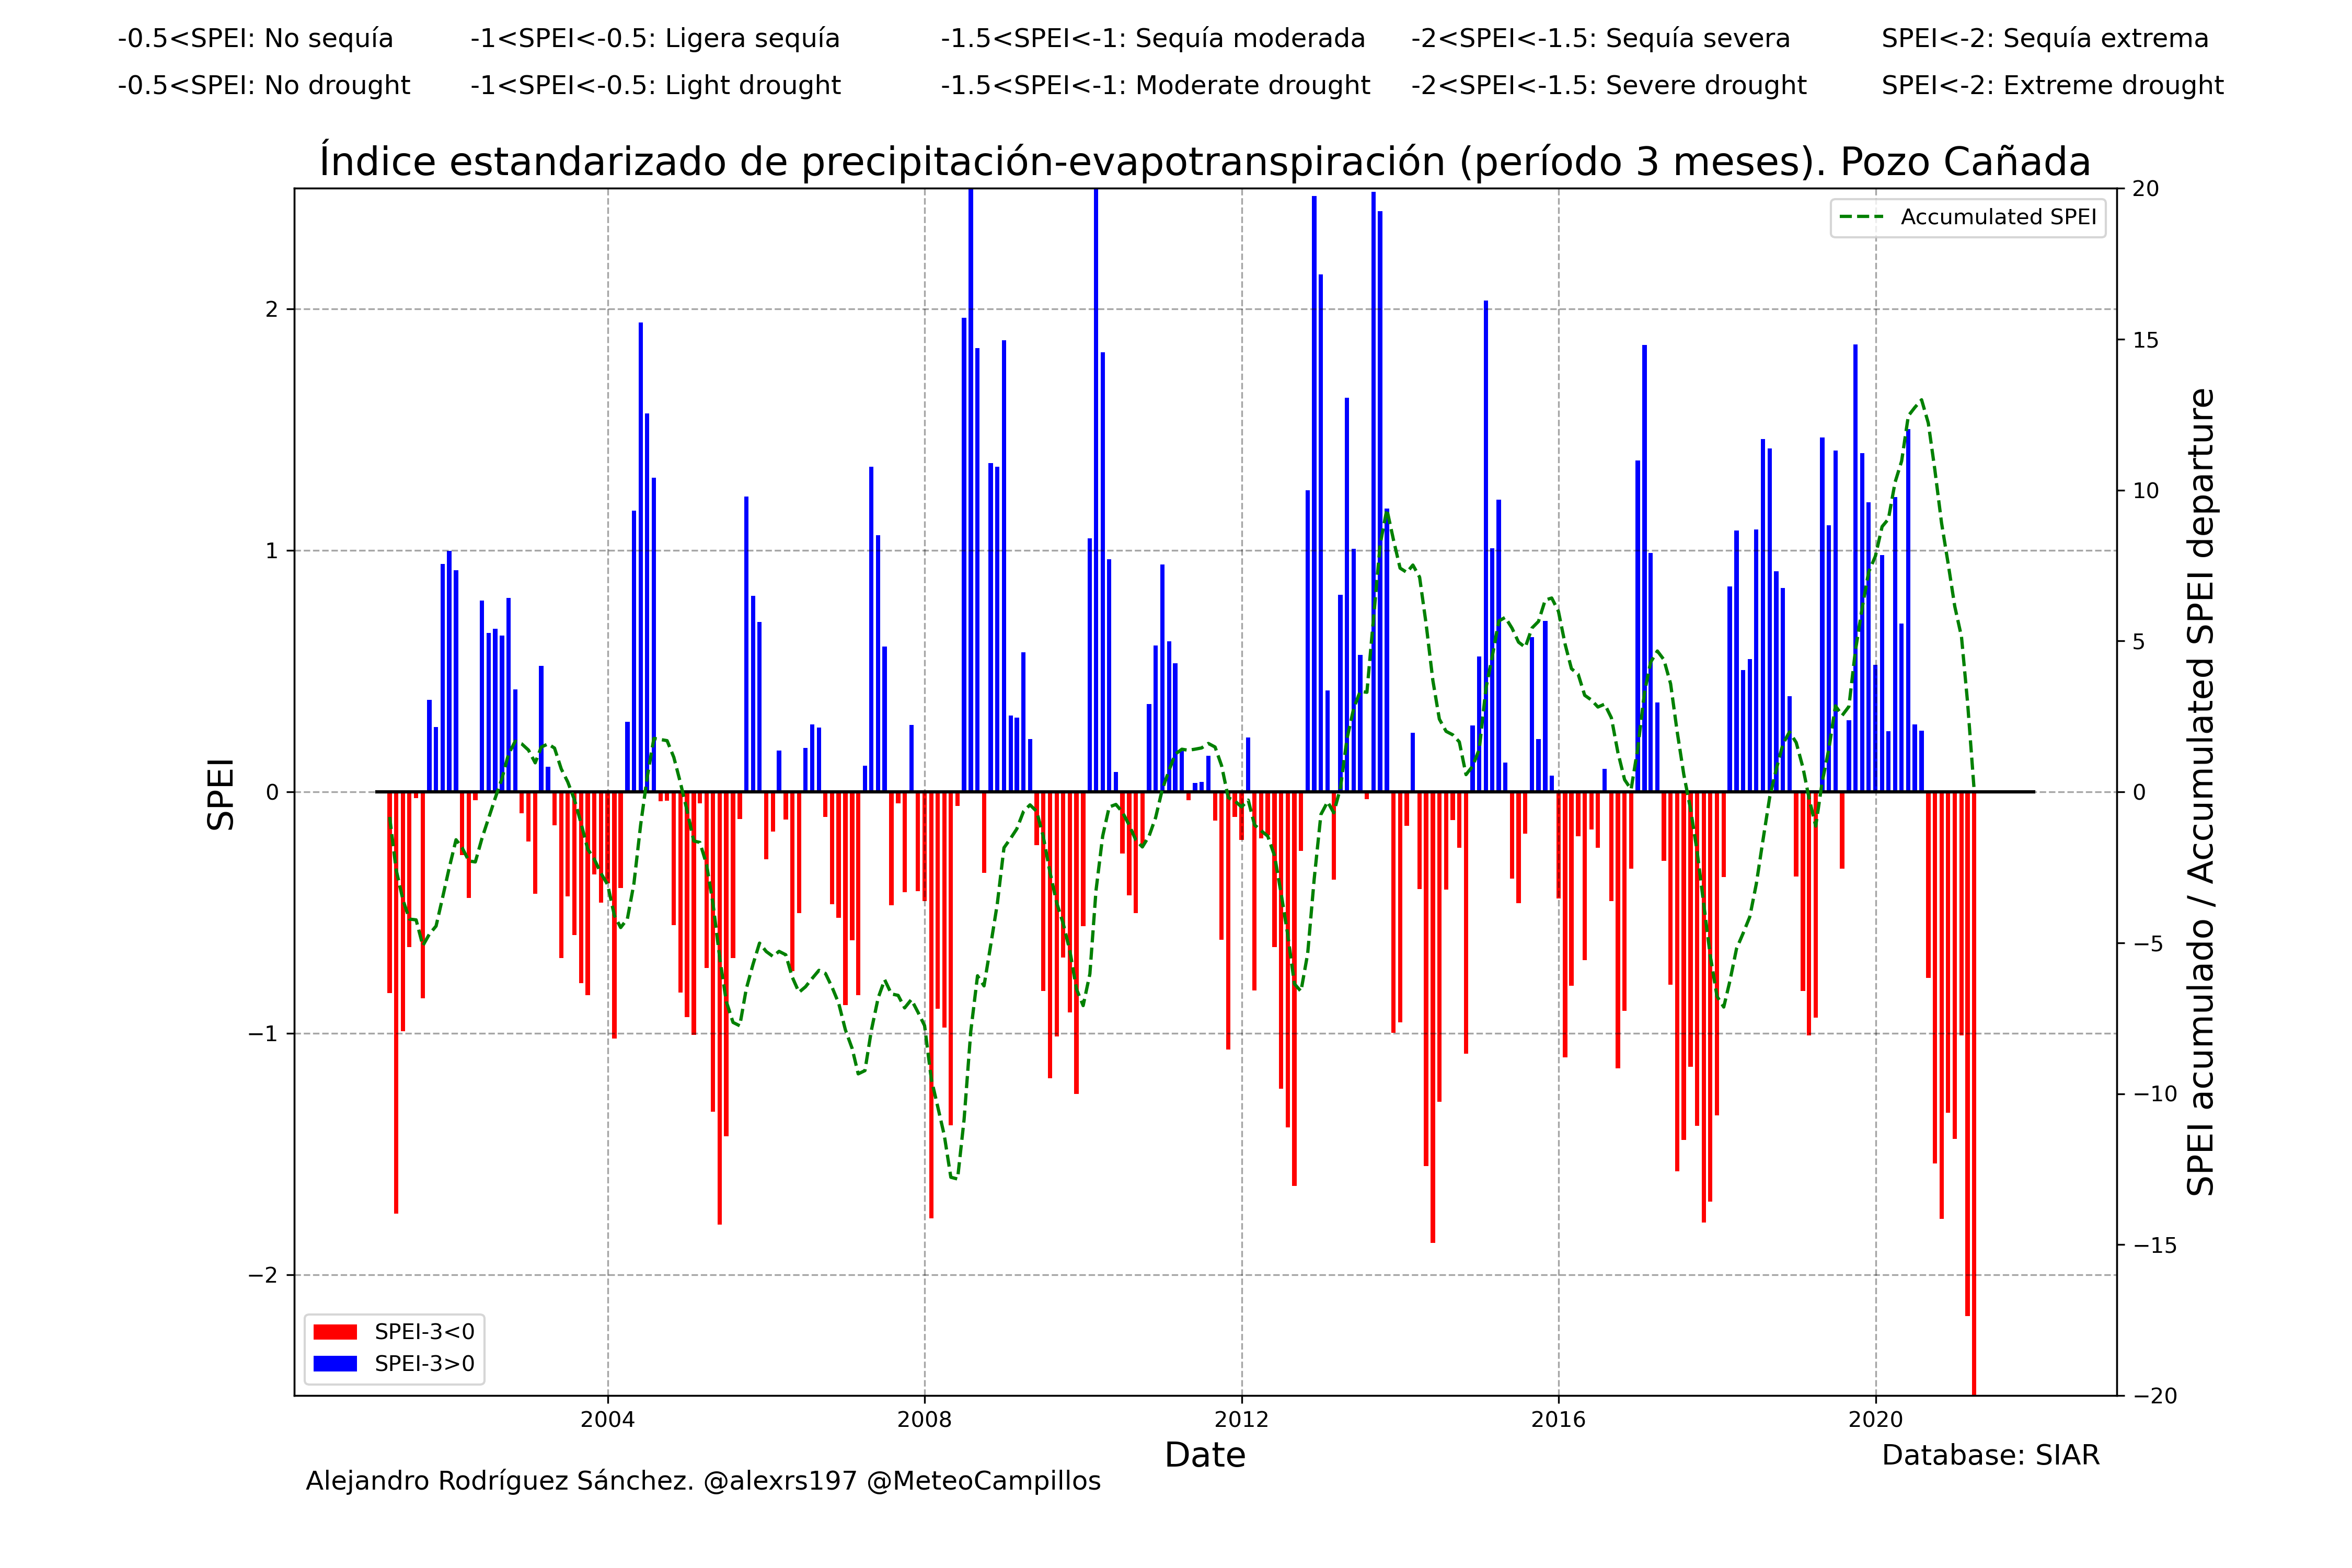 -0.5<SPEI: No sequía
-1<SPEI<-0.5: Ligera sequía
-1.5<SPEI<-1: Sequía moderada
-2<SPEI<-1.5: Sequía severa
SPEI<-2: Sequía extrema
-0.5<SPEI: No drought
-1<SPEI<-0.5: Light drought
-1.5<SPEI<-1: Moderate drought
-2<SPEI<-1.5: Severe drought
SPEI<-2: Extreme drought
Índice estandarizado de precipitación-evapotranspiración (período 3 meses). Pozo Cañada
Accumulated SPEI
SPEI
2
1
0
−1
−2
20
15
10
5
0
−5
−10
−15
−20
SPEI acumulado / Accumulated SPEI departure
SPEI-3<0
SPEI-3>0
2004
2008
2012
2016
2020
Date
Database: SIAR
Alejandro Rodríguez Sánchez. @alexrs197 @MeteoCampillos